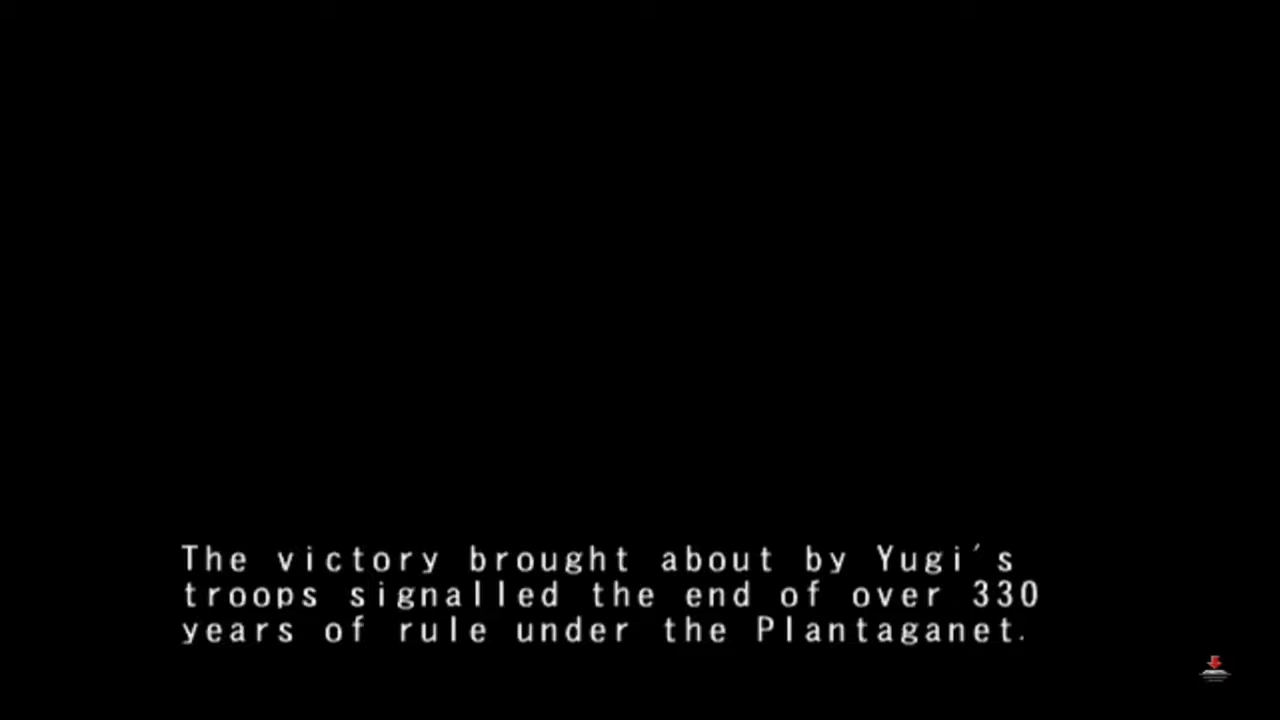 The victory brought about by Yugi's
troops signalled the end of over 330
years of rule under the Plantaganet.